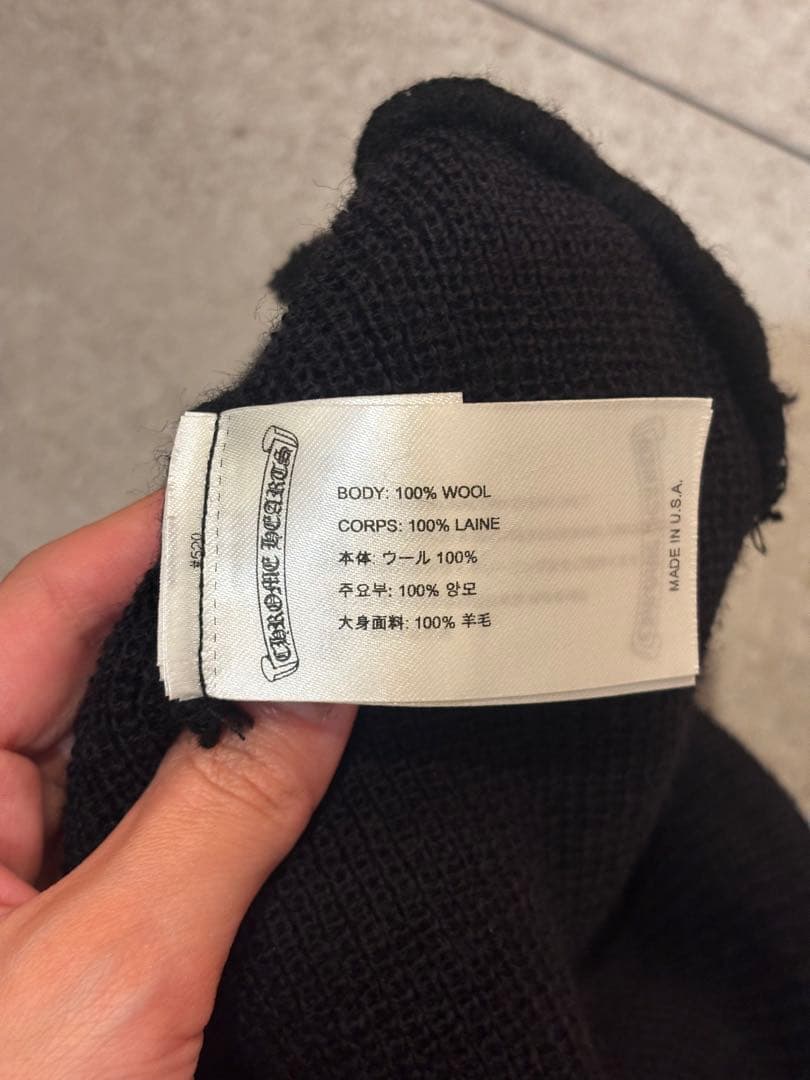 #520
CHROME HEARTS
BODY: 100% WOOL
CORPS: 100% LAINE
本体: ウール 100%
주요부: 100% 양모
大身面料: 100% 羊毛
MADE IN U.S.A.